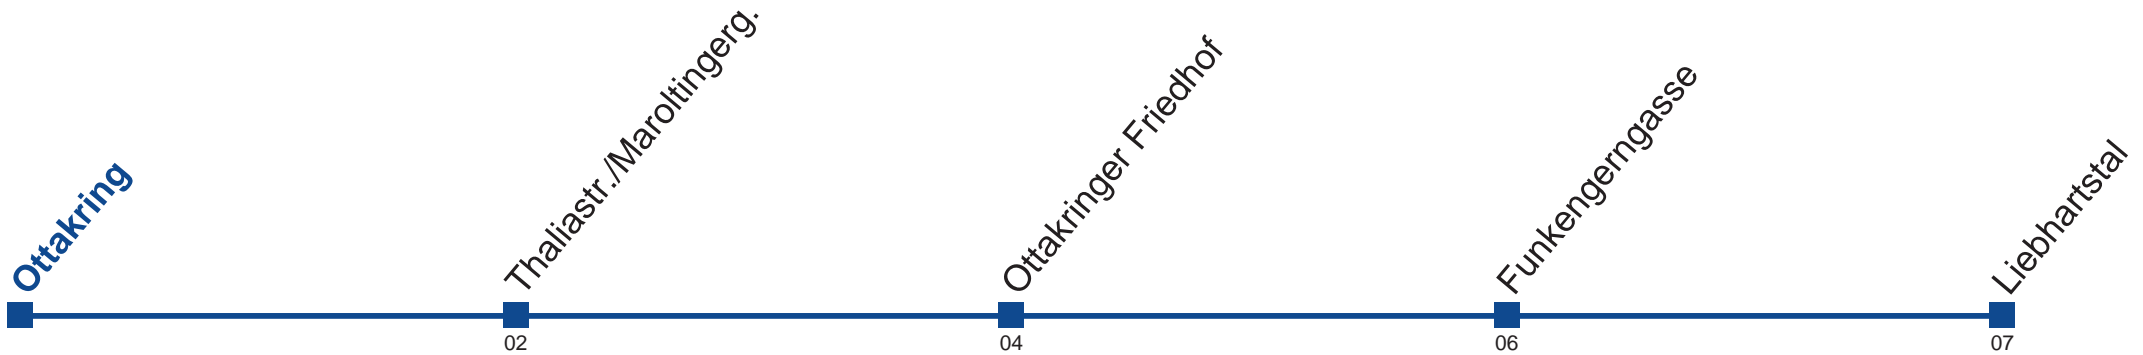 Ottakring
Thaliastr./Maroltingerg.
Ottakringer Friedhof
Funkengerngasse
Liebhartstal
02
04
06
07